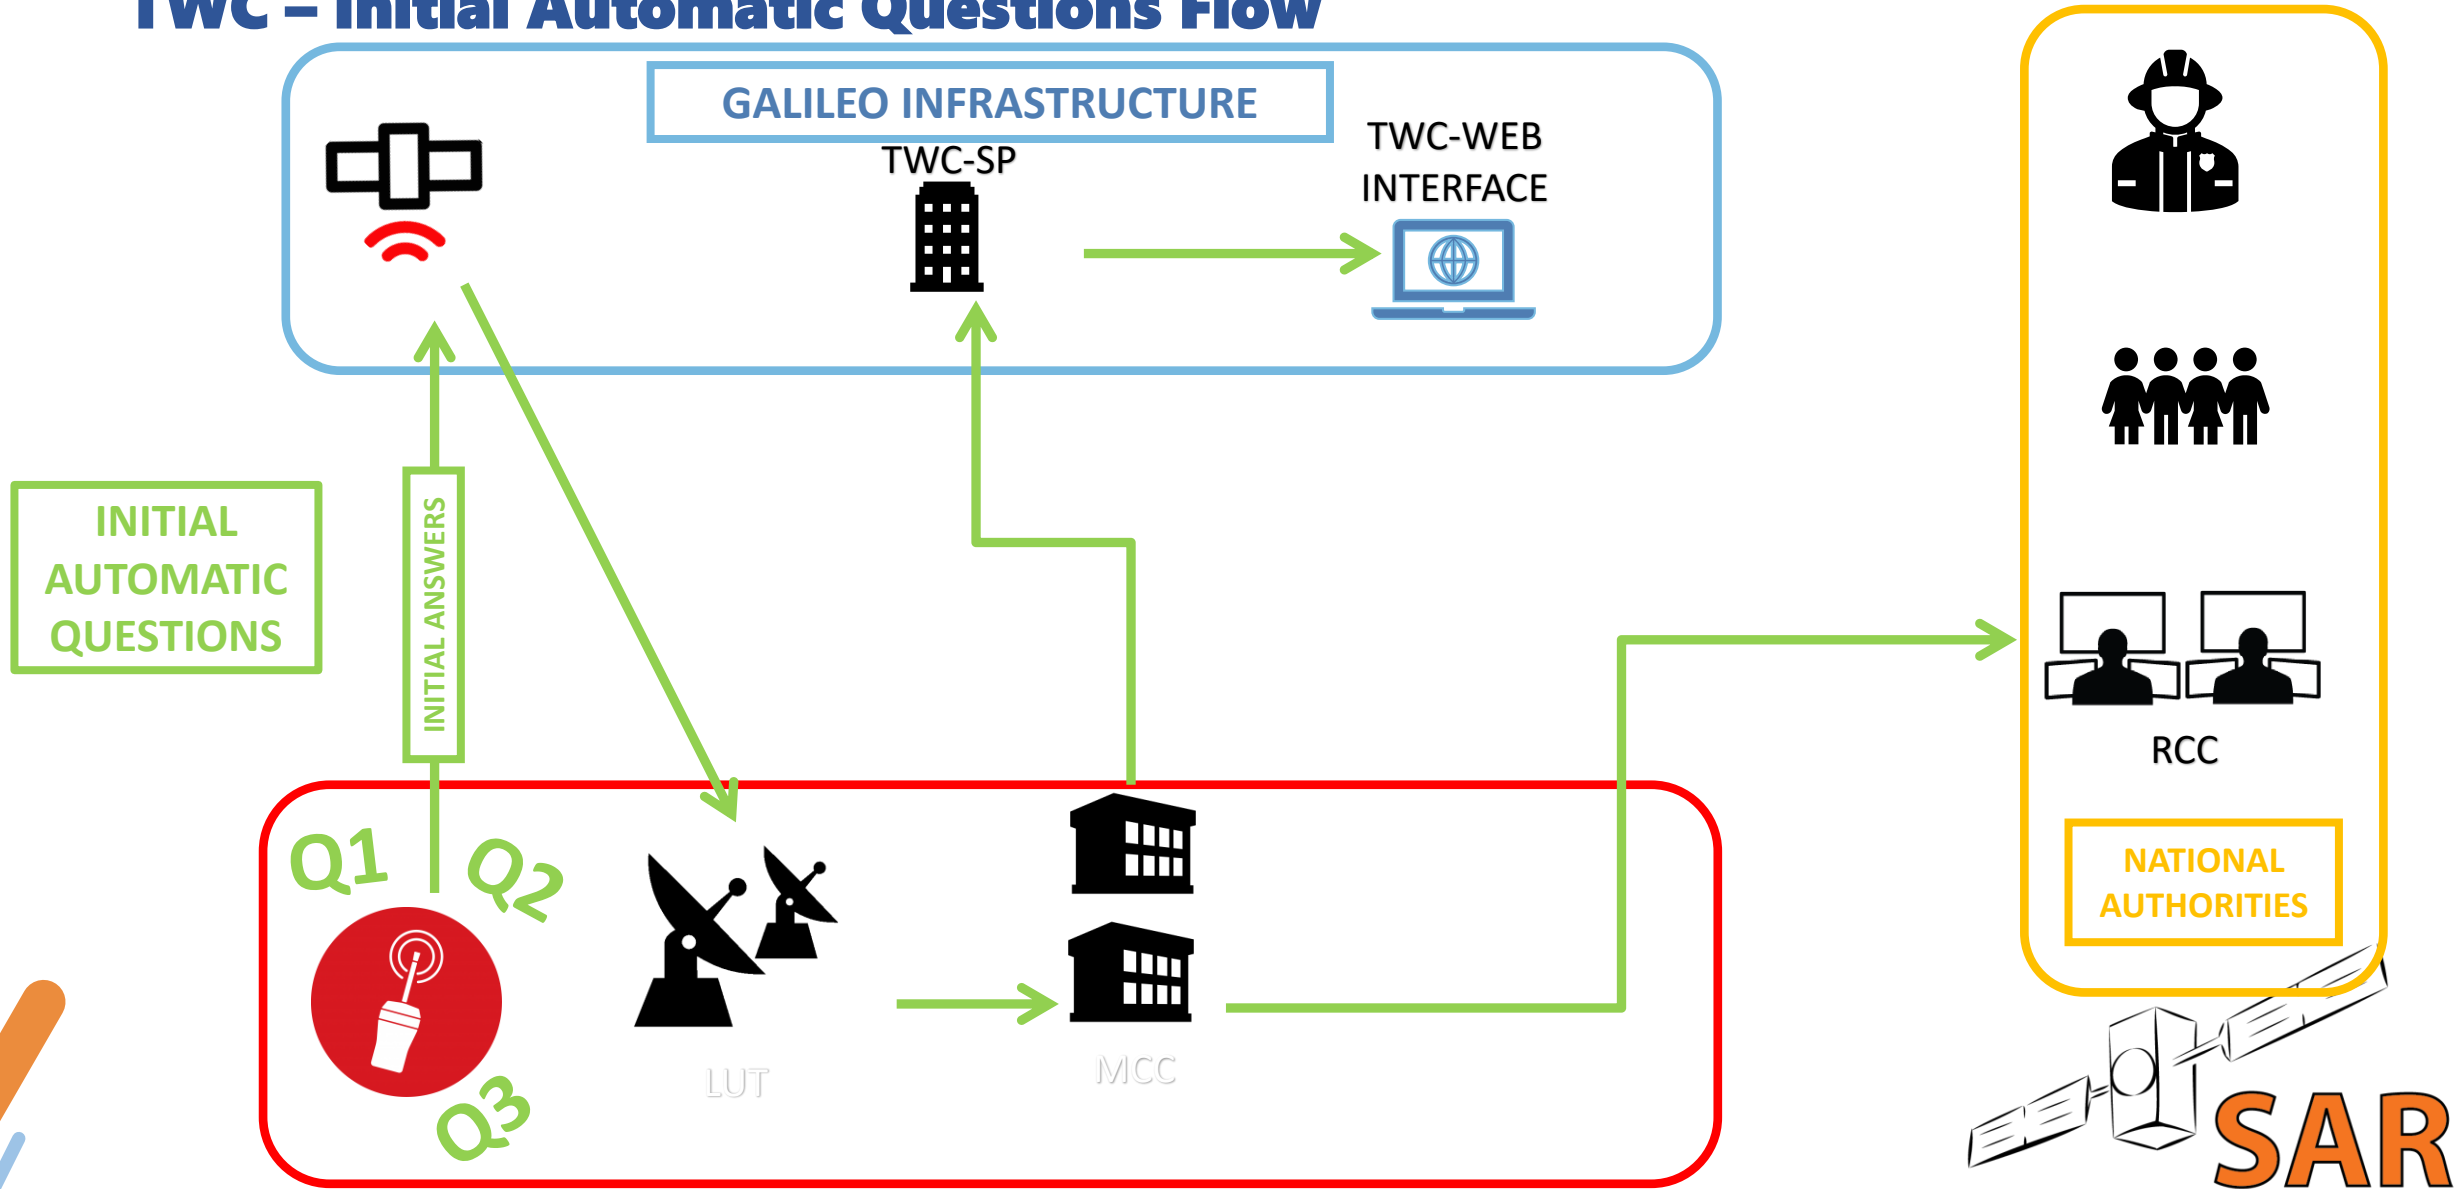 TWC – Initial Automatic Questions Flow
GALILEO INFRASTRUCTURE
TWC-SP
TWC-WEB
INTERFACE
INITIAL
AUTOMATIC
QUESTIONS
INITIAL ANSWERS
Q1
Q2
Q3
LUT
MCC
RCC
NATIONAL
AUTHORITIES
SAR